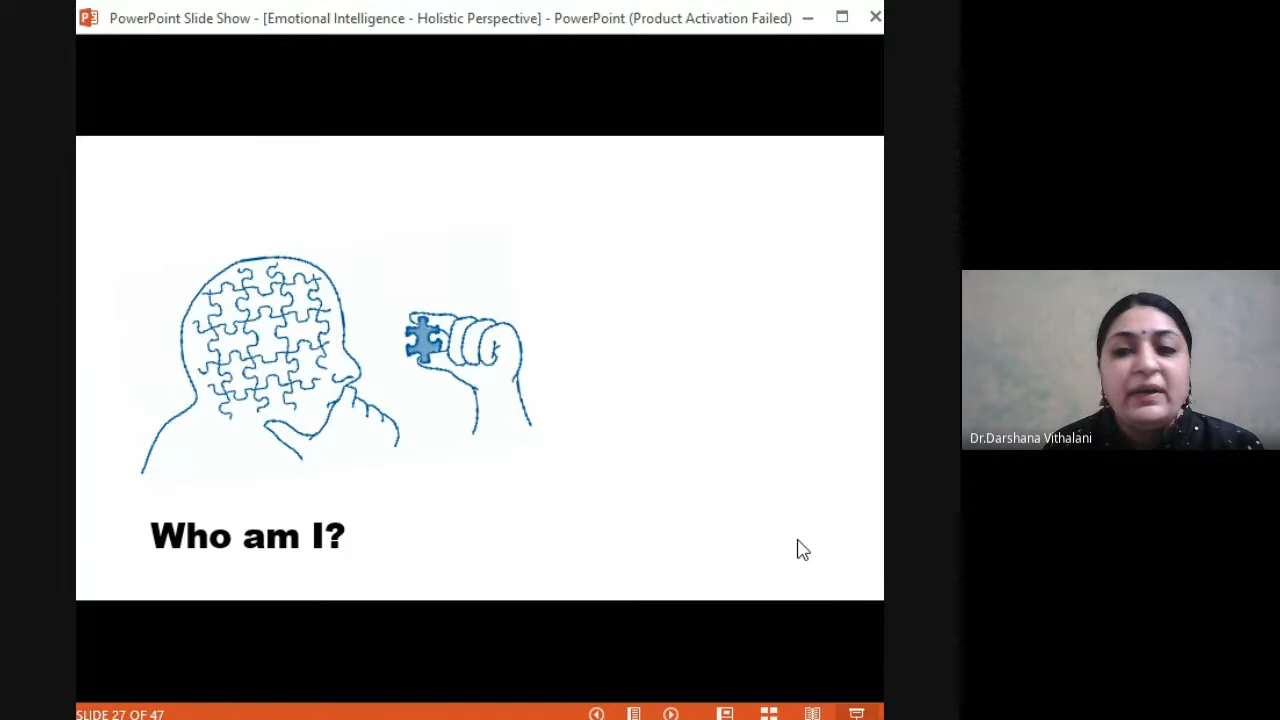 PowerPoint Slide Show - [Emotional Intelligence - Holistic Perspective] - PowerPoint (Product Activation Failed)
Who am I?
Dr.Darshana Vithalani
SLIDE 27 OF 47